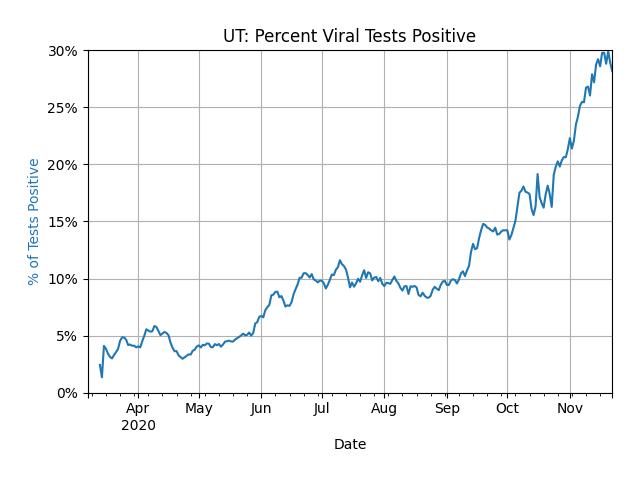 UT: Percent Viral Tests Positive
30%
25%
20%
15%
10%
5%
0%
% of Tests Positive
Apr May Jun Jul Aug Sep Oct Nov
2020
Date